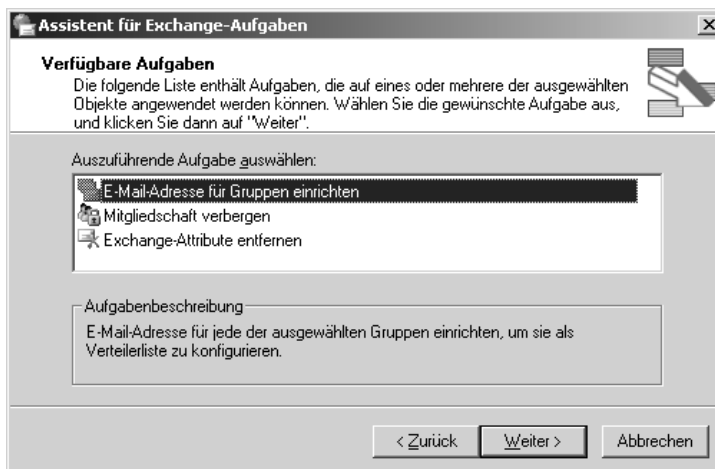 Assistent für Exchange-Aufgaben
Verfügbare Aufgaben
Die folgende Liste enthält Aufgaben, die auf eines oder mehrere der ausgewählten
Objekte angewendet werden können. Wählen Sie die gewünschte Aufgabe aus,
und klicken Sie dann auf "Weiter".
Auszuführende Aufgabe auswählen:
E-Mail-Adresse für Gruppen einrichten
Mitgliedschaft verbergen
Exchange-Attribute entfernen
Aufgabenbeschreibung
E-Mail-Adresse für jede der ausgewählten Gruppen einrichten, um sie als
Verteilerliste zu konfigurieren.
< Zurück Weiter > Abbrechen